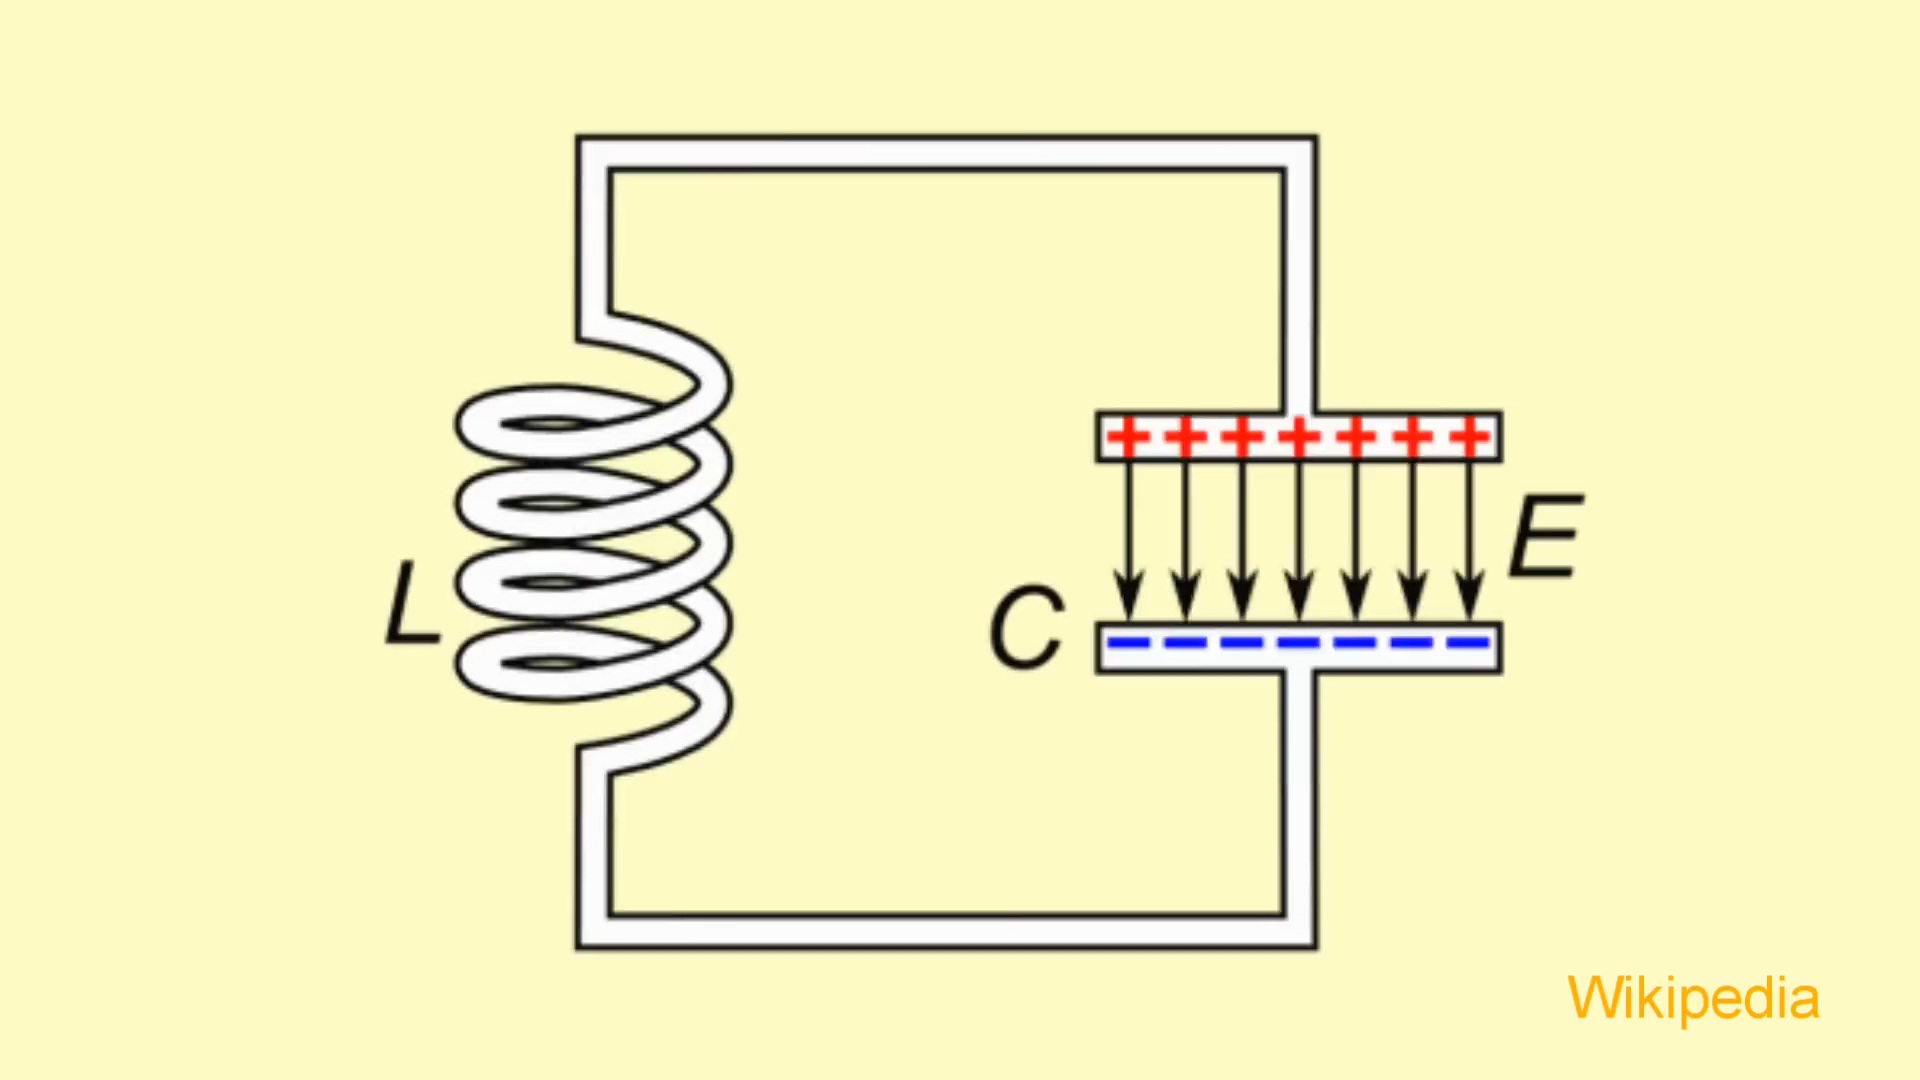 E
L
C
+ + + + + + +
− − − − − − −
Wikipedia